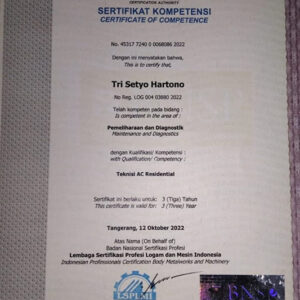 CERTIFICATION AUTHORITY
SERTIFIKAT KOMPETENSI
CERTIFICATE OF COMPETENCE
No. 45317 7240 0 0068086 2022
Dengan ini menyatakan bahwa,
This is to certify that,
Tri Setyo Hartono
No Reg. LOG 004 03880 2022
Telah kompeten pada bidang :
Is competent in the area of :
Pemeliharaan dan Diagnostik
Maintenance and Diagnostics
dengan Kualifikasi/ Kompetensi :
with Qualification/ Competency :
Teknisi AC Residential
Sertifikat ini berlaku untuk: 3 (Tiga) Tahun
This certificate is valid for: 3 (Three) Year
Tangerang, 12 Oktober 2022
Atas Nama (On Behalf of)
Badan Nasional Sertifikasi Profesi
Lembaga Sertifikasi Profesi Logam dan Mesin Indonesia
Indonesian Professionals Certification Body Metalworks and Machinery
LSPLMI
BNSP